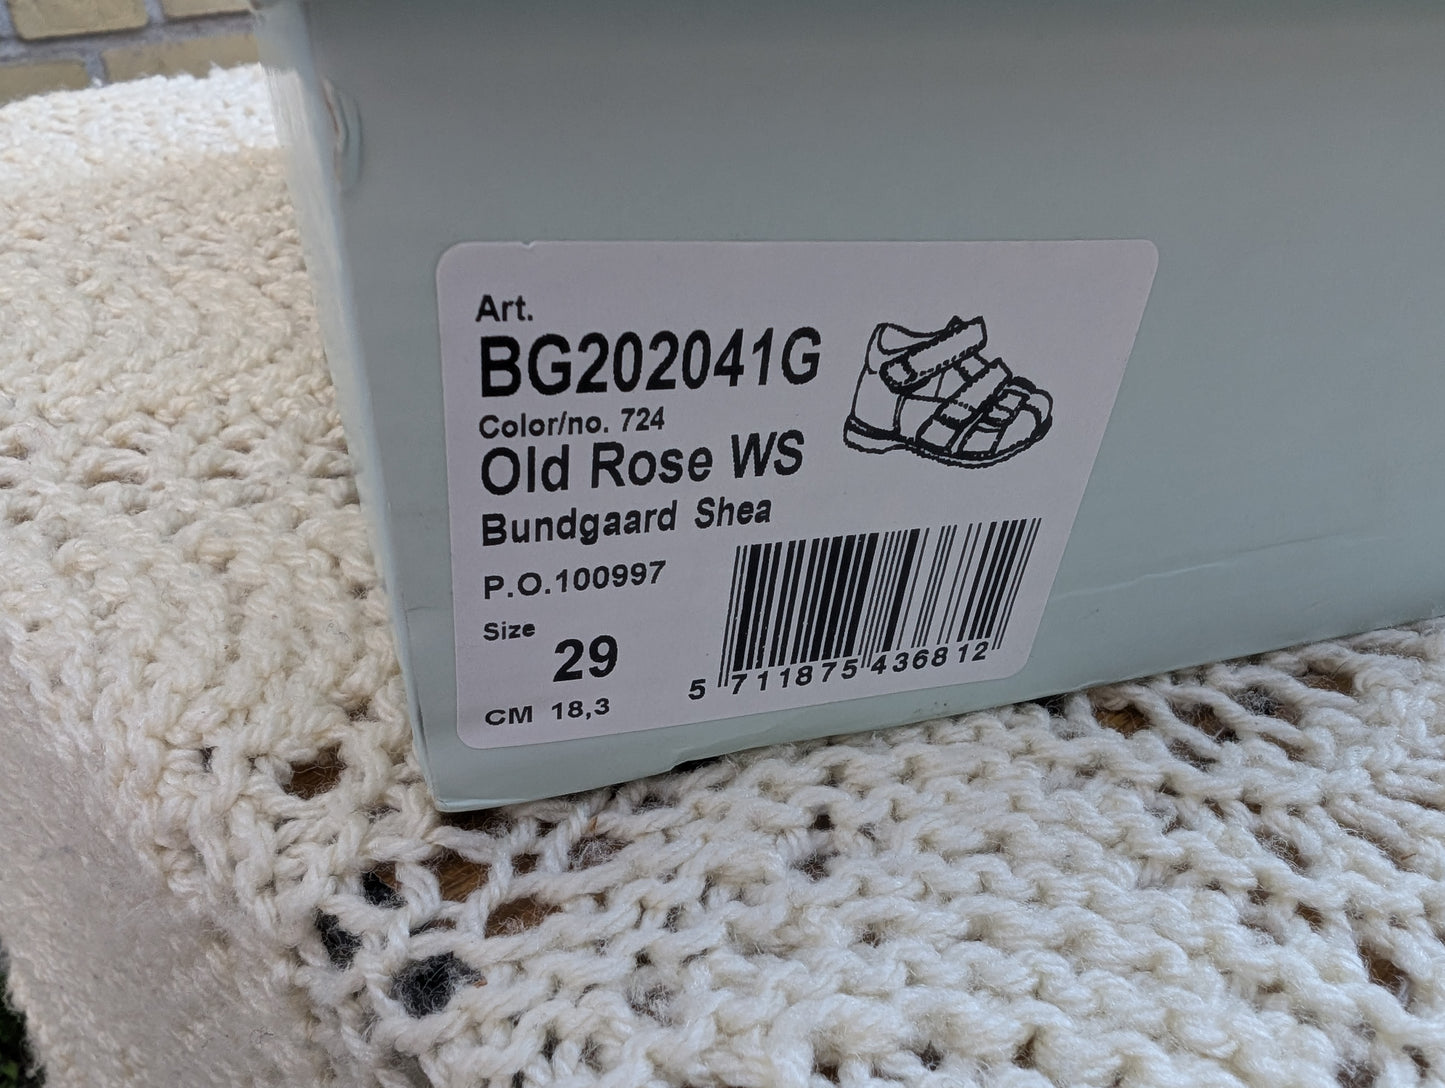 Art.
BG202041G
Color/no. 724
Old Rose WS
Bundgaard Shea
P.O.100997
Size
29
CM 18,3
5 711875 436812